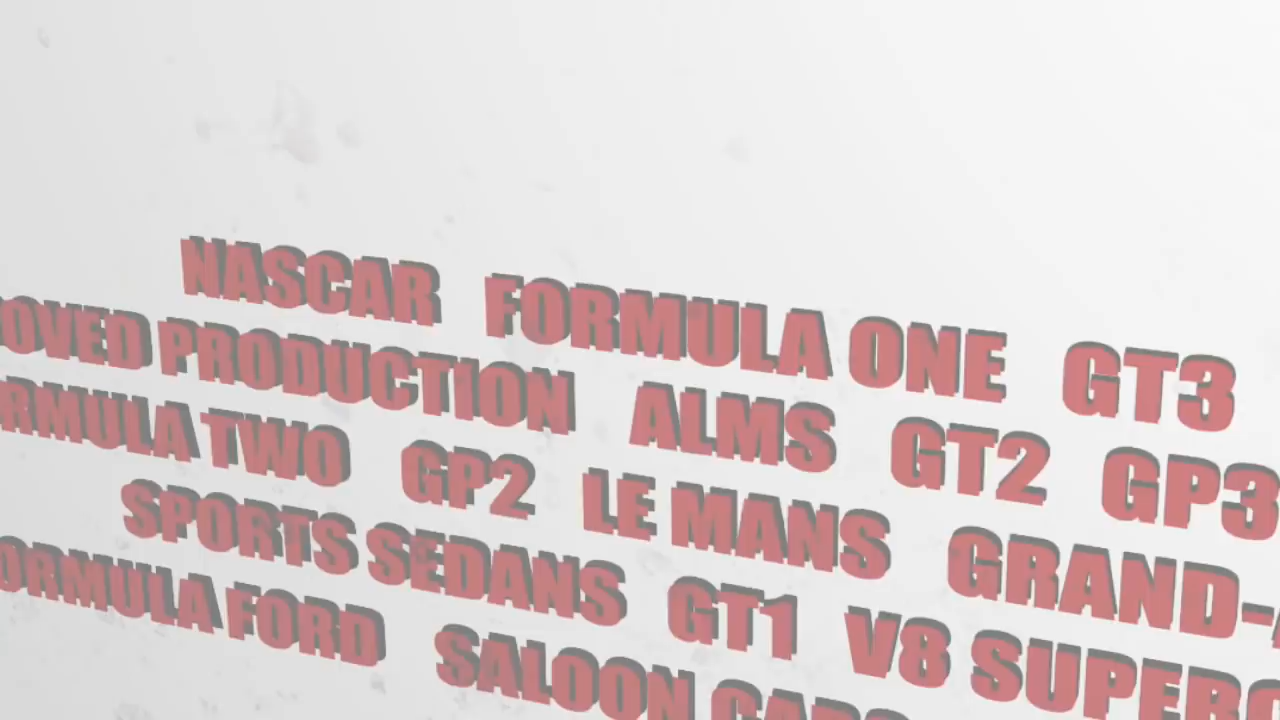 NASCAR FORMULA ONE GT3
OVED PRODUCTION ALMS GT2 GP3
RMULA TWO GP2 LE MANS GRAND-
SPORTS SEDANS GT1 V8 SUPERC
ORMULA FORD SALOON CARS